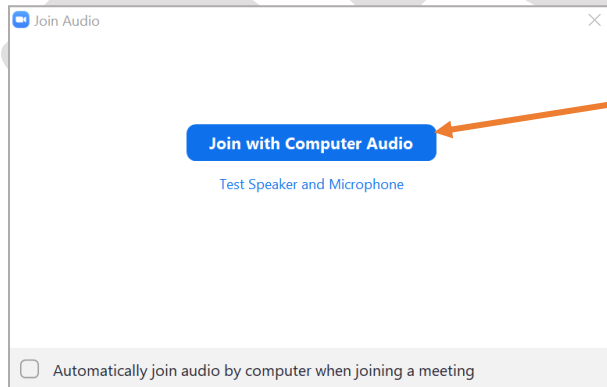 Join Audio
Join with Computer Audio
Test Speaker and Microphone
Automatically join audio by computer when joining a meeting